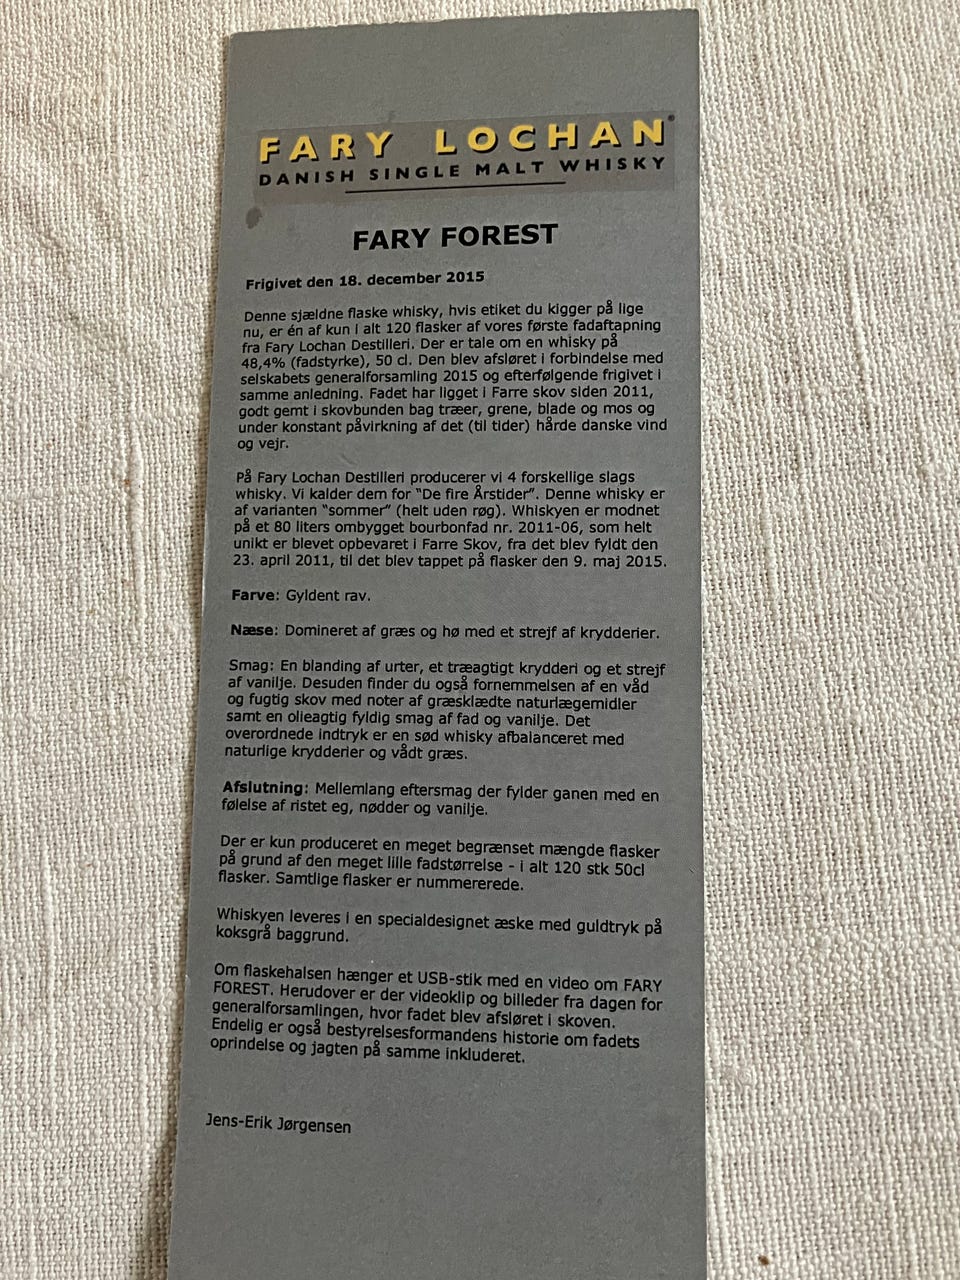 FARY LOCHAN®
DANISH SINGLE MALT WHISKY
FARY FOREST
Frigivet den 18. december 2015
Denne sjældne flaske whisky, hvis etiket du kigger på lige
nu, er én af kun i alt 120 flasker af vores første fadaftapning
fra Fary Lochan Destilleri. Der er tale om en whisky på
48,4% (fadstyrke), 50 cl. Den blev afsløret i forbindelse med
selskabets generalforsamling 2015 og efterfølgende frigivet i
samme anledning. Fadet har ligget i Farre skov siden 2011,
godt gemt i skovbunden bag træer, grene, blade og mos og
under konstant påvirkning af det (til tider) hårde danske vind
og vejr.
På Fary Lochan Destilleri producerer vi 4 forskellige slags
whisky. Vi kalder dem for "De fire Årstider". Denne whisky er
af varianten "sommer" (helt uden røg). Whiskyen er modnet
på et 80 liters ombygget bourbonfad nr. 2011-06, som helt
unikt er blevet opbevaret i Farre Skov, fra det blev fyldt den
23. april 2011, til det blev tappet på flasker den 9. maj 2015.
Farve: Gyldent rav.
Næse: Domineret af græs og hø med et strejf af krydderier.
Smag: En blanding af urter, et træagtigt krydderi og et strejf
af vanilje. Desuden finder du også fornemmelsen af en våd
og fugtig skov med noter af græsklædte naturlægemidler
samt en olieagtig fyldig smag af fad og vanilje. Det
overordnede indtryk er en sød whisky afbalanceret med
naturlige krydderier og vådt græs.
Afslutning: Mellemlang eftersmag der fylder ganen med en
følelse af ristet eg, nødder og vanilje.
Der er kun produceret en meget begrænset mængde flasker
på grund af den meget lille fadstørrelse - i alt 120 stk 50cl
flasker. Samtlige flasker er nummererede.
Whiskyen leveres i en specialdesignet æske med guldtryk på
koksgrå baggrund.
Om flaskehalsen hænger et USB-stik med en video om FARY
FOREST. Herudover er der videoklip og billeder fra dagen for
generalforsamlingen, hvor fadet blev afsløret i skoven.
Endelig er også bestyrelsesformandens historie om fadets
oprindelse og jagten på samme inkluderet.
Jens-Erik Jørgensen